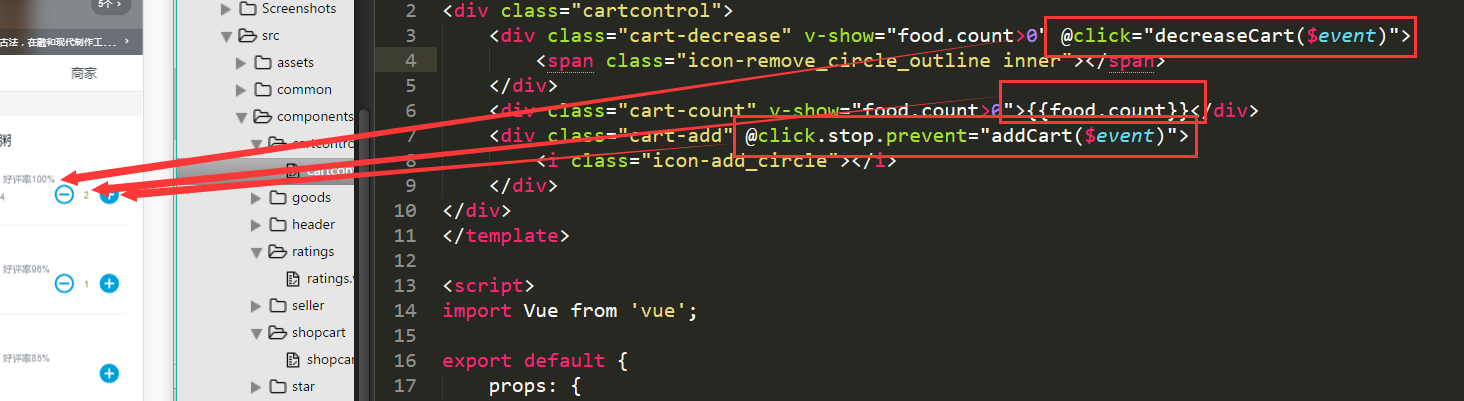 5个 >
古法，在融和现代制作工... >
商家
粥
好评率100%
4
2
好评率96%
1
好评率85%
Screenshots
src
assets
common
components
cartcontro
cartcon
goods
header
ratings
ratings.v
seller
shopcart
shopcar
star
2 <div class="cartcontrol">
3 <div class="cart-decrease" v-show="food.count>0" @click="decreaseCart($event)">
4 <span class="icon-remove_circle_outline inner"></span>
5 </div>
6 <div class="cart-count" v-show="food.count>0">{{food.count}}</div>
7 <div class="cart-add" @click.stop.prevent="addCart($event)">
8 <i class="icon-add_circle"></i>
9 </div>
10 </div>
11 </template>
12
13 <script>
14 import Vue from 'vue';
15
16 export default {
17 props: {